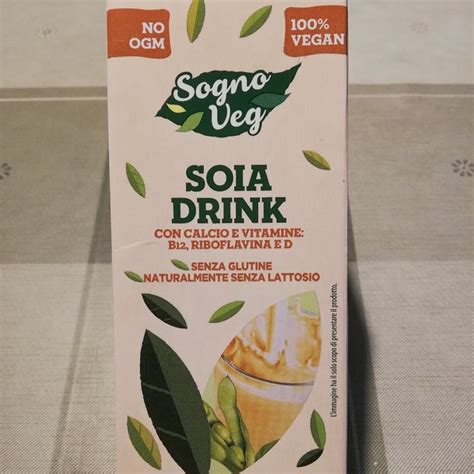 NO
OGM
100%
VEGAN
Sogno
Veg
SOIA
DRINK
CON CALCIO E VITAMINE:
B12, RIBOFLAVINA E D
SENZA GLUTINE
NATURALMENTE SENZA LATTOSIO
L'immagine ha il solo scopo di presentare il prodotto.